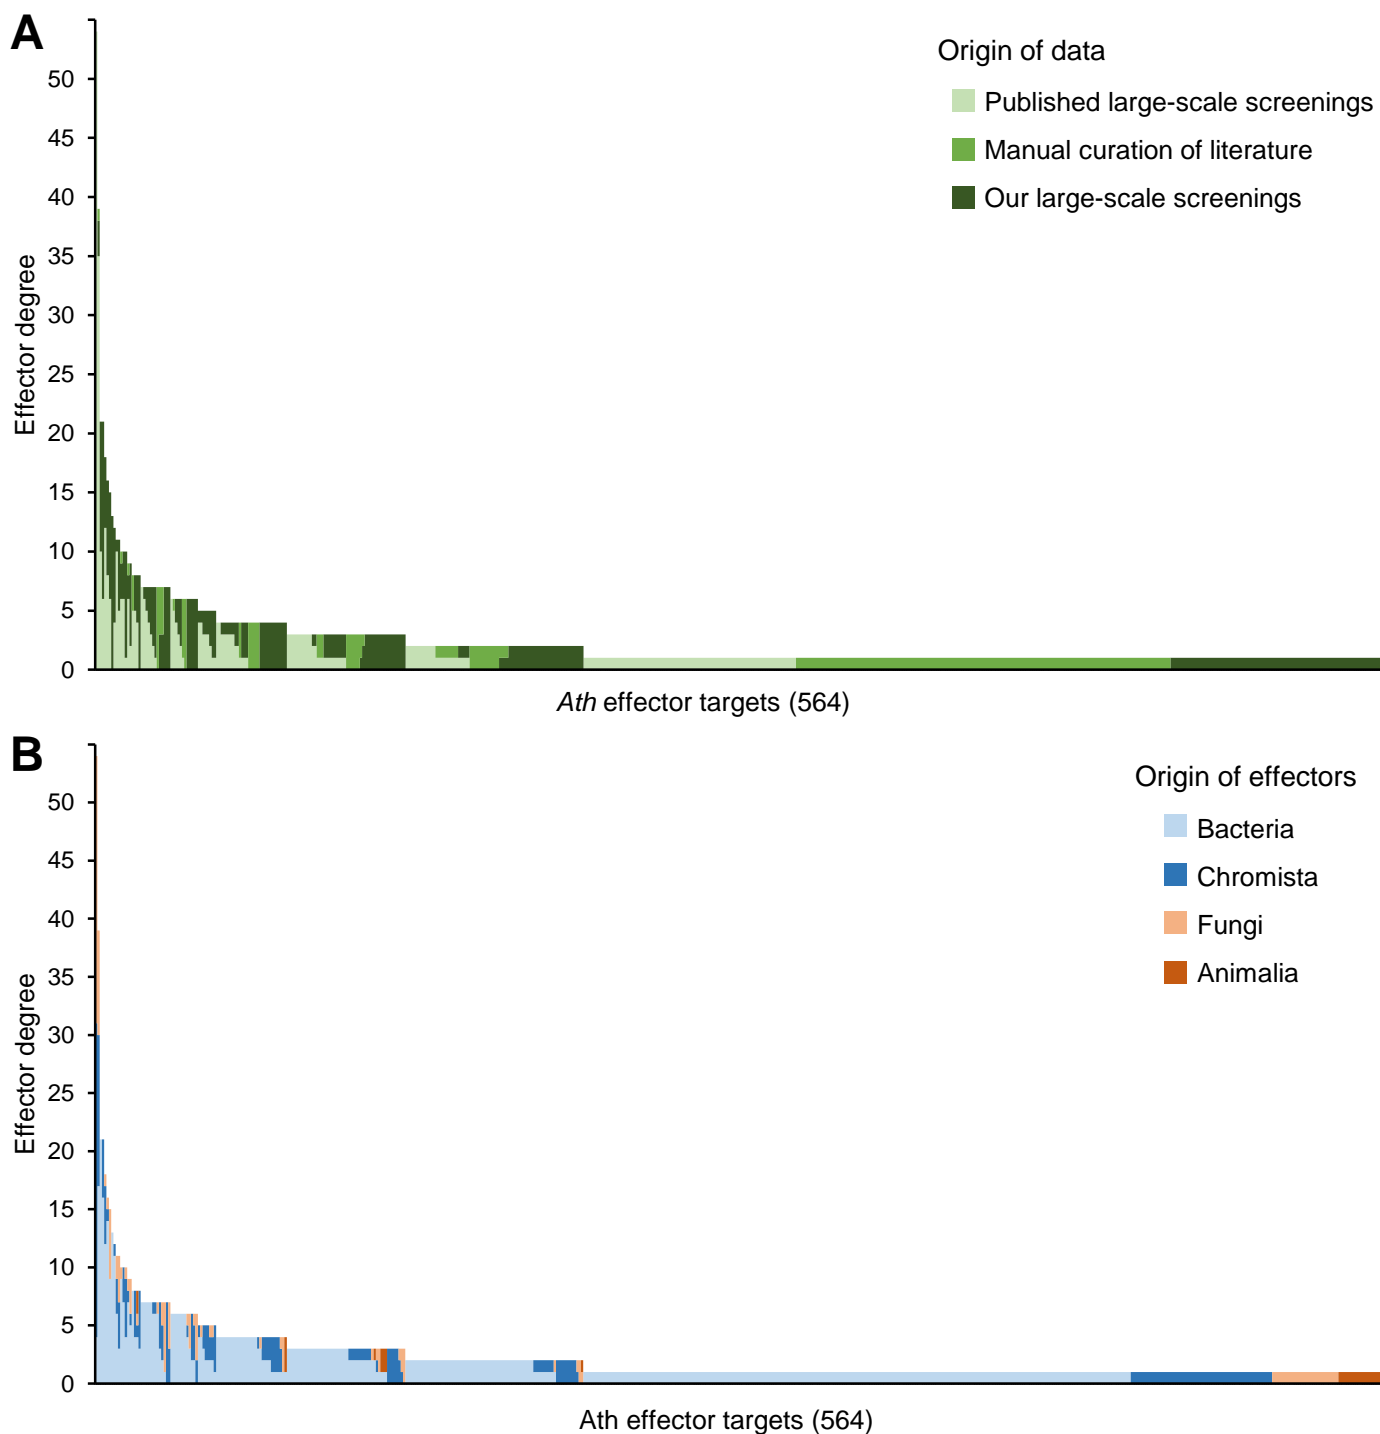 A
Origin of data
Published large-scale screenings
Manual curation of literature
Our large-scale screenings
Effector degree
50
45
40
35
30
25
20
15
10
5
0
Ath effector targets (564)
B
Origin of effectors
Bacteria
Chromista
Fungi
Animalia
Effector degree
50
45
40
35
30
25
20
15
10
5
0
Ath effector targets (564)